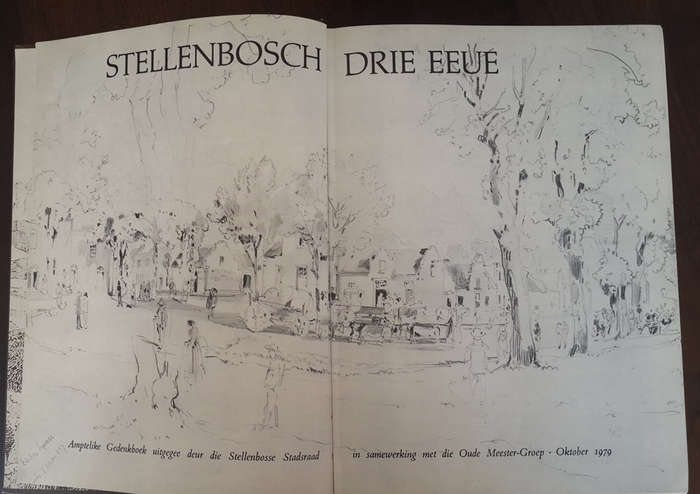 STELLENBOSCH DRIE EEUE
Amptelike Gedenkboek uitgegee deur die Stellenbosse Stadsraad in samewerking met die Oude Meester-Groep · Oktober 1979